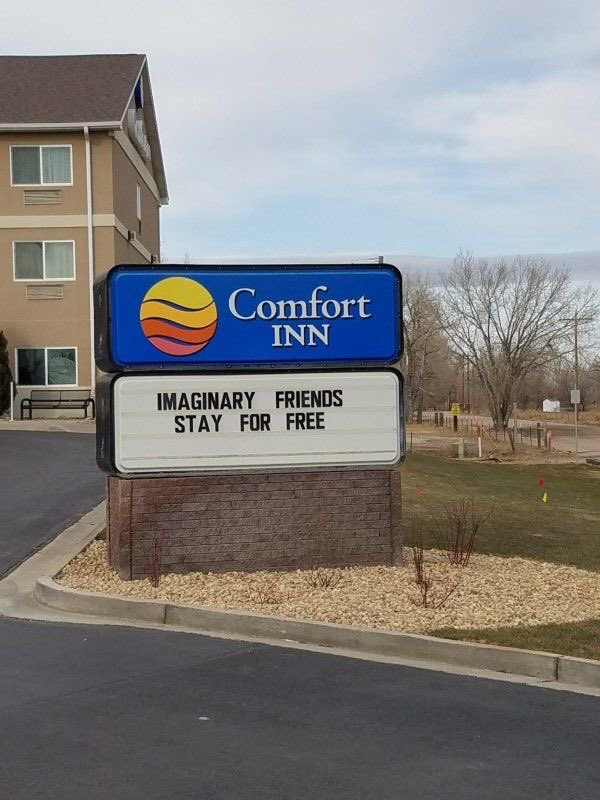 Comfort
INN
IMAGINARY FRIENDS
STAY FOR FREE